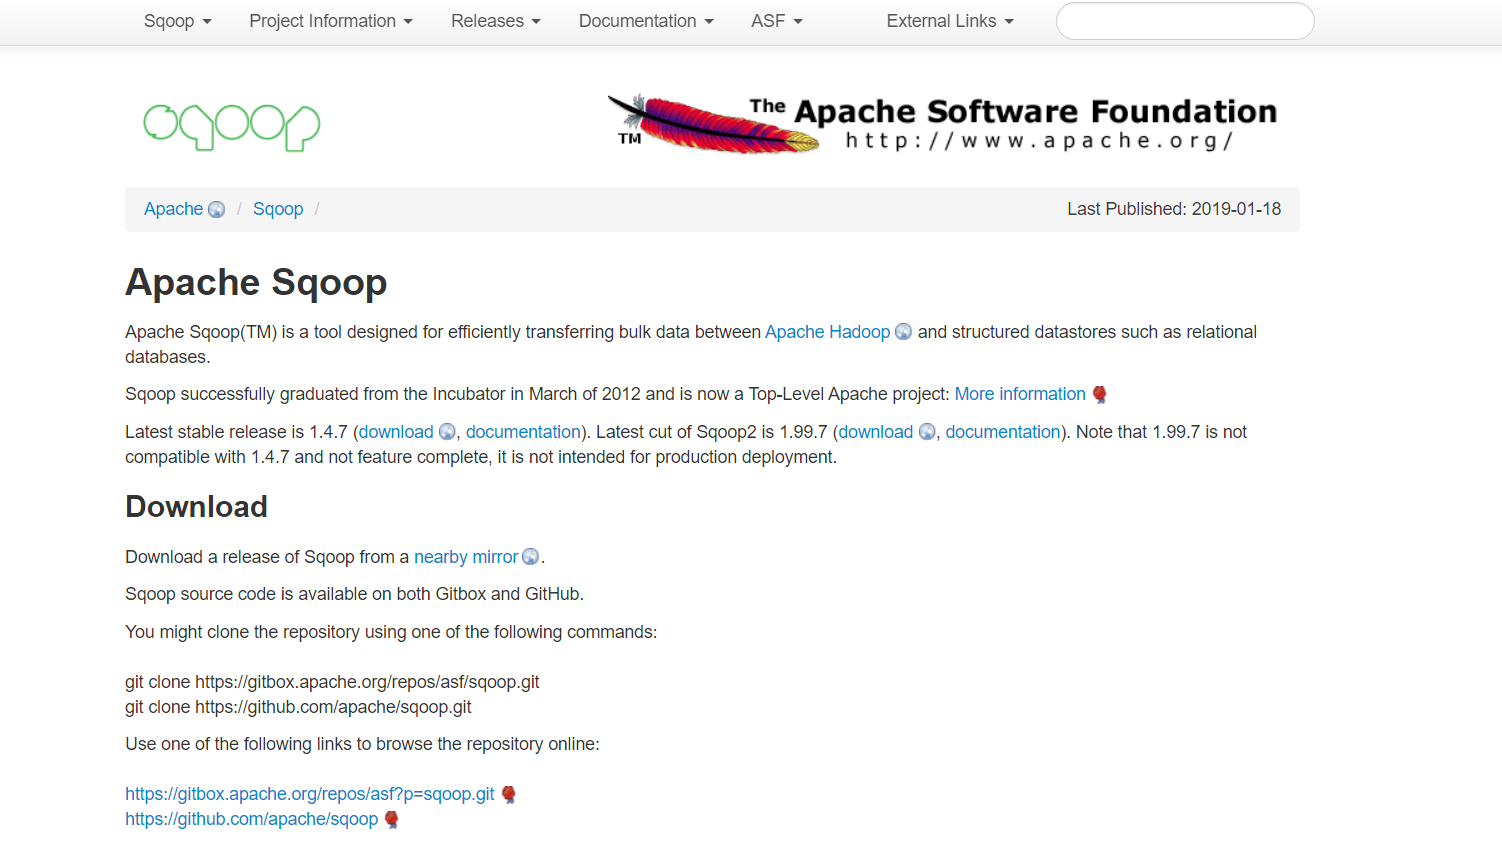 Sqoop Project Information Releases Documentation ASF External Links
sqoop
The Apache Software Foundation
TM http://www.apache.org/
Apache / Sqoop / Last Published: 2019-01-18
Apache Sqoop
Apache Sqoop(TM) is a tool designed for efficiently transferring bulk data between Apache Hadoop and structured datastores such as relational
databases.
Sqoop successfully graduated from the Incubator in March of 2012 and is now a Top-Level Apache project: More information
Latest stable release is 1.4.7 (download , documentation). Latest cut of Sqoop2 is 1.99.7 (download , documentation). Note that 1.99.7 is not
compatible with 1.4.7 and not feature complete, it is not intended for production deployment.
Download
Download a release of Sqoop from a nearby mirror .
Sqoop source code is available on both Gitbox and GitHub.
You might clone the repository using one of the following commands:
git clone https://gitbox.apache.org/repos/asf/sqoop.git
git clone https://github.com/apache/sqoop.git
Use one of the following links to browse the repository online:
https://gitbox.apache.org/repos/asf?p=sqoop.git
https://github.com/apache/sqoop